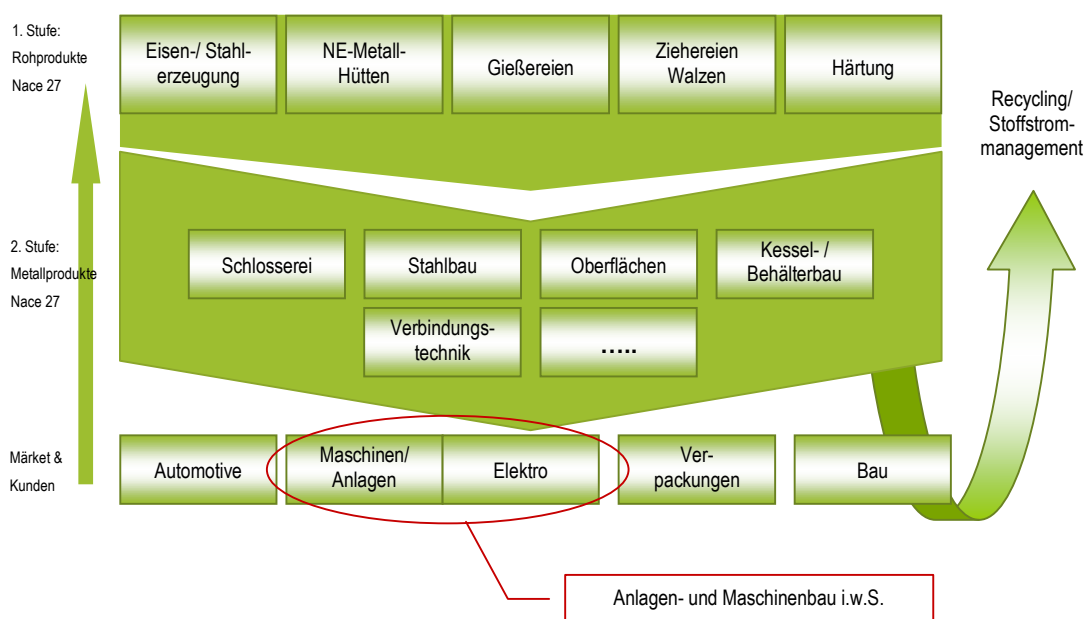 1. Stufe:
Rohprodukte
Nace 27
Eisen-/ Stahl-
erzeugung
NE-Metall-
Hütten
Gießereien
Ziehereien
Walzen
Härtung
Recycling/
Stoffstrom-
management
2. Stufe:
Metallprodukte
Nace 27
Schlosserei
Stahlbau
Oberflächen
Kessel- /
Behälterbau
Verbindungs-
technik
…..
Märket &
Kunden
Automotive
Maschinen/
Anlagen
Elektro
Ver-
packungen
Bau
Anlagen- und Maschinenbau i.w.S.